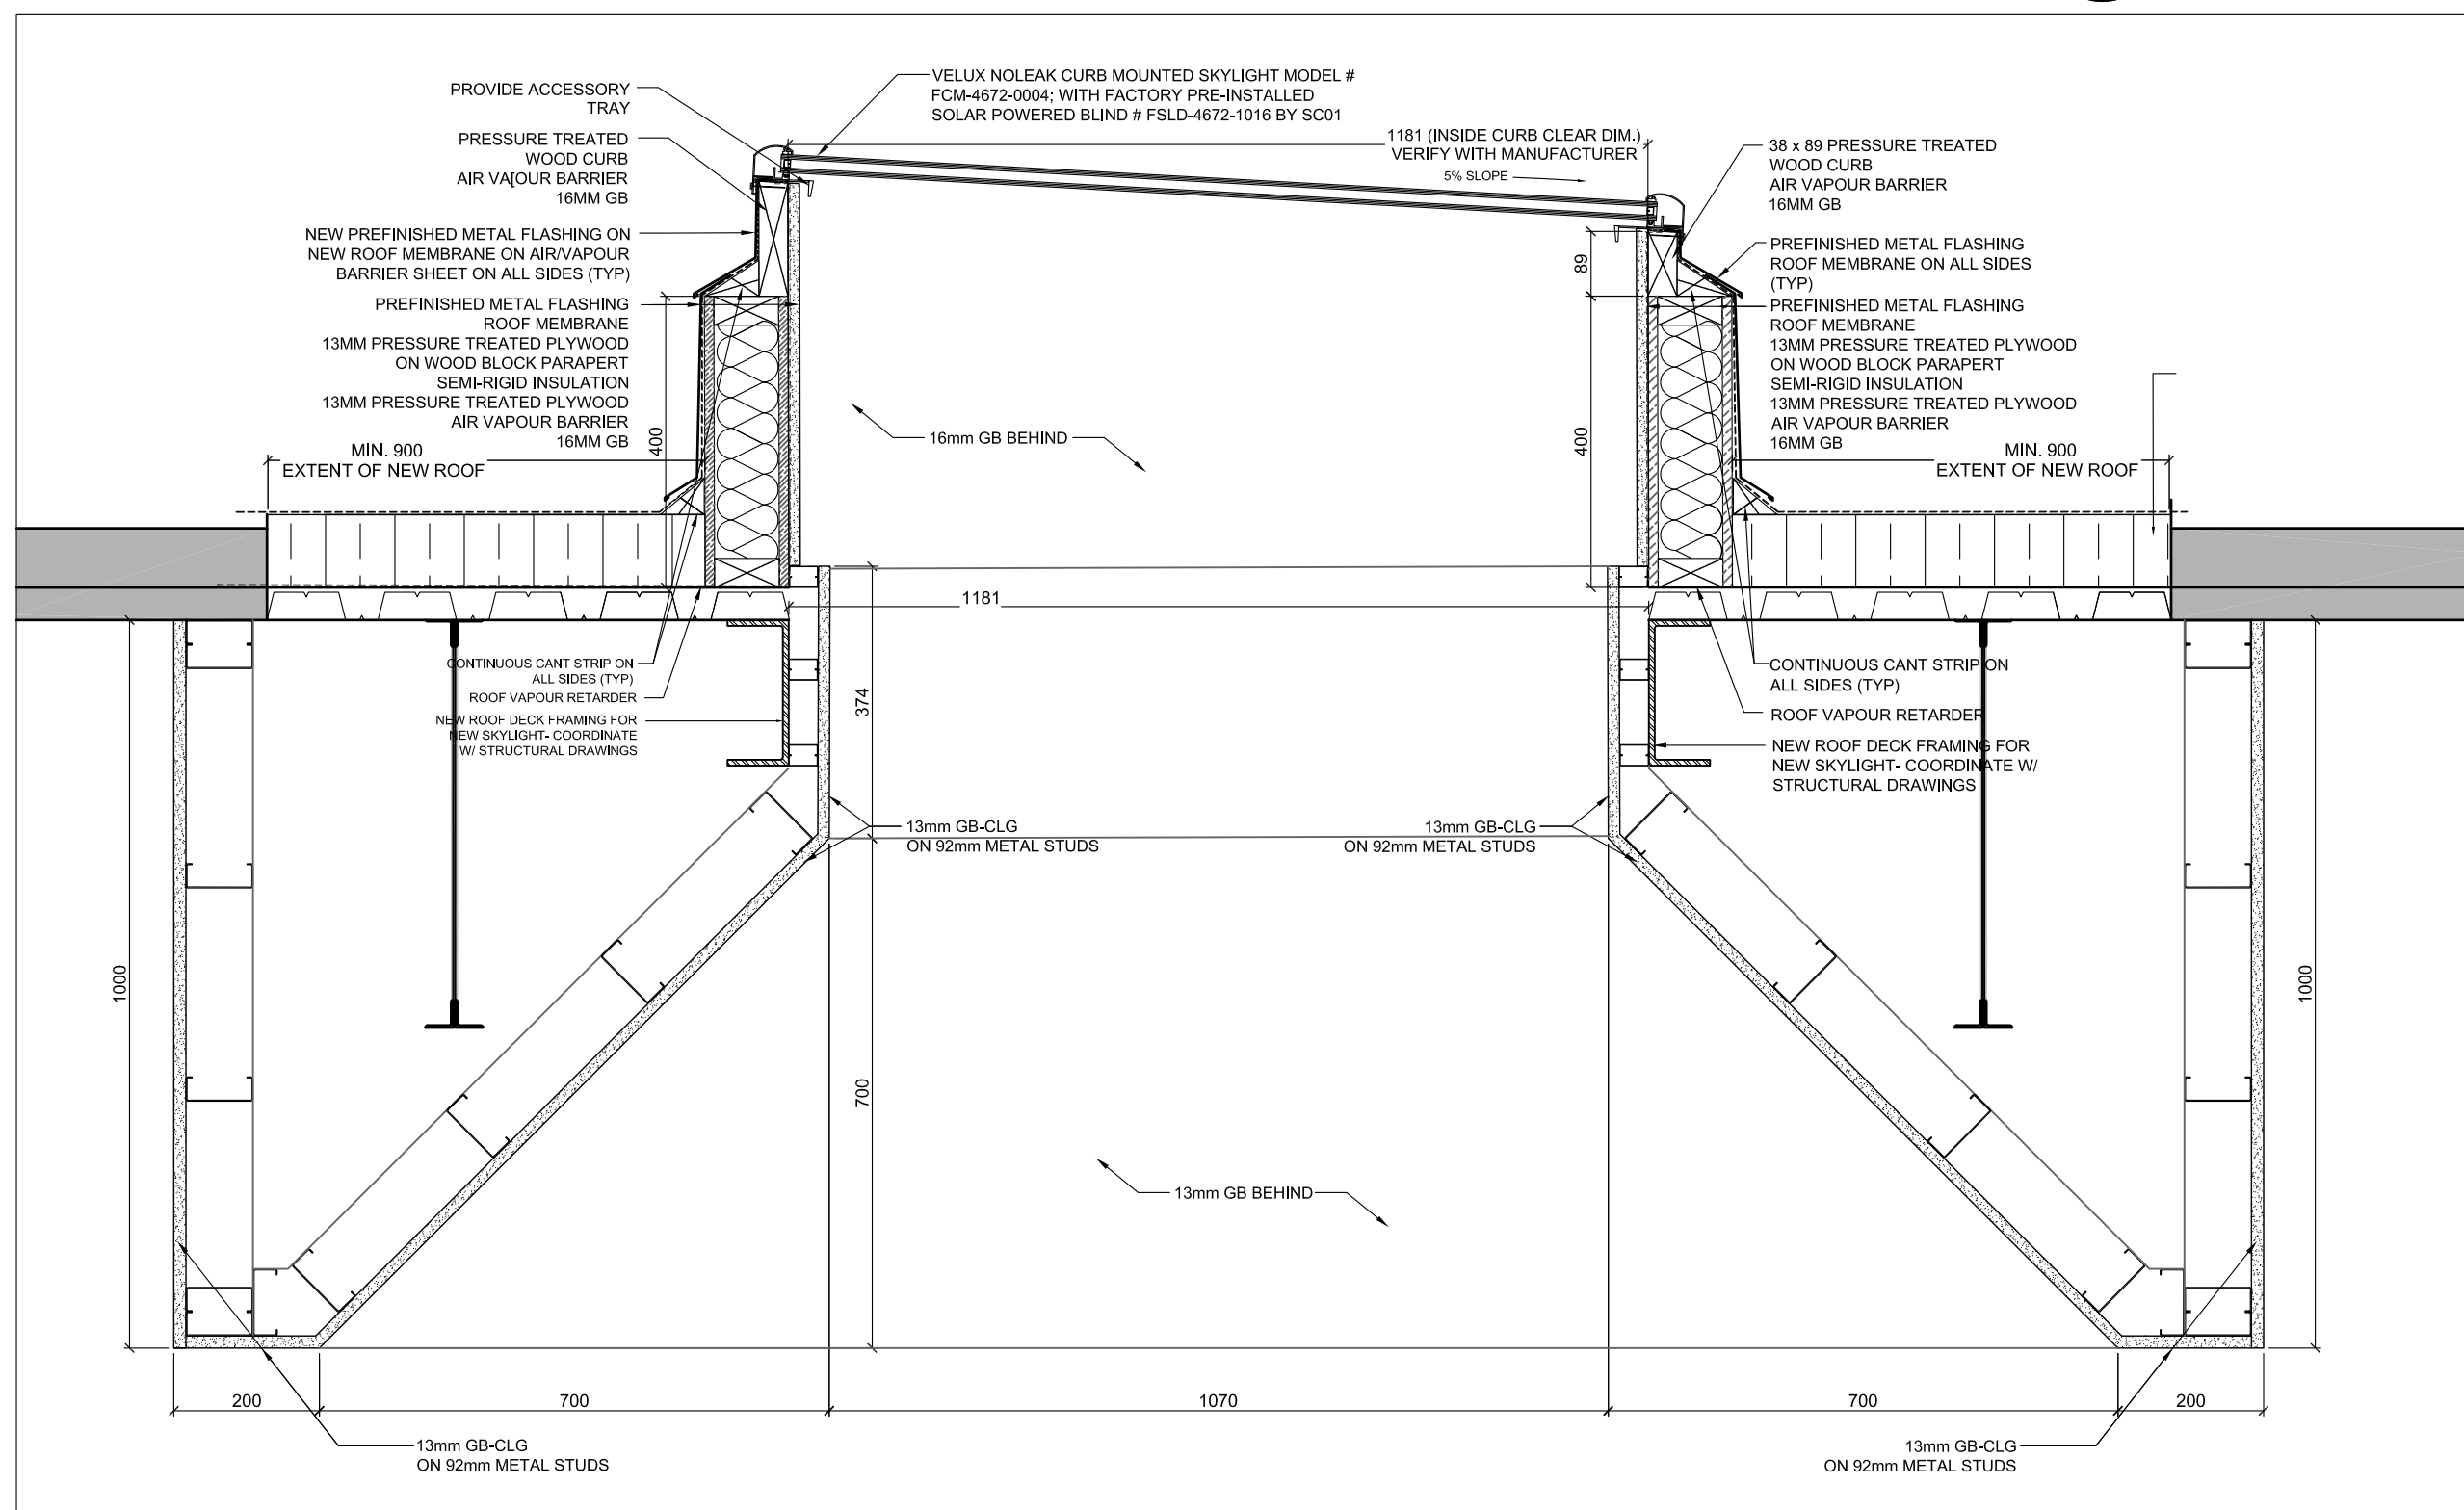 PROVIDE ACCESSORY
TRAY
PRESSURE TREATED
WOOD CURB
AIR VA[OUR BARRIER
16MM GB
NEW PREFINISHED METAL FLASHING ON
NEW ROOF MEMBRANE ON AIR/VAPOUR
BARRIER SHEET ON ALL SIDES (TYP)
PREFINISHED METAL FLASHING
ROOF MEMBRANE
13MM PRESSURE TREATED PLYWOOD
ON WOOD BLOCK PARAPERT
SEMI-RIGID INSULATION
13MM PRESSURE TREATED PLYWOOD
AIR VAPOUR BARRIER
16MM GB
MIN. 900
EXTENT OF NEW ROOF
400
VELUX NOLEAK CURB MOUNTED SKYLIGHT MODEL #
FCM-4672-0004; WITH FACTORY PRE-INSTALLED
SOLAR POWERED BLIND # FSLD-4672-1016 BY SC01
1181 (INSIDE CURB CLEAR DIM.)
VERIFY WITH MANUFACTURER
5% SLOPE
38 x 89 PRESSURE TREATED
WOOD CURB
AIR VAPOUR BARRIER
16MM GB
PREFINISHED METAL FLASHING
ROOF MEMBRANE ON ALL SIDES
(TYP)
PREFINISHED METAL FLASHING
ROOF MEMBRANE
13MM PRESSURE TREATED PLYWOOD
ON WOOD BLOCK PARAPERT
SEMI-RIGID INSULATION
13MM PRESSURE TREATED PLYWOOD
AIR VAPOUR BARRIER
16MM GB
MIN. 900
EXTENT OF NEW ROOF
89
400
16mm GB BEHIND
1181
CONTINUOUS CANT STRIP ON
ALL SIDES (TYP)
ROOF VAPOUR RETARDER
NEW ROOF DECK FRAMING FOR
NEW SKYLIGHT- COORDINATE
W/ STRUCTURAL DRAWINGS
374
CONTINUOUS CANT STRIP ON
ALL SIDES (TYP)
ROOF VAPOUR RETARDER
NEW ROOF DECK FRAMING FOR
NEW SKYLIGHT- COORDINATE W/
STRUCTURAL DRAWINGS
13mm GB-CLG
ON 92mm METAL STUDS
13mm GB-CLG
ON 92mm METAL STUDS
1000
700
1000
13mm GB BEHIND
200
700
1070
700
200
13mm GB-CLG
ON 92mm METAL STUDS
13mm GB-CLG
ON 92mm METAL STUDS